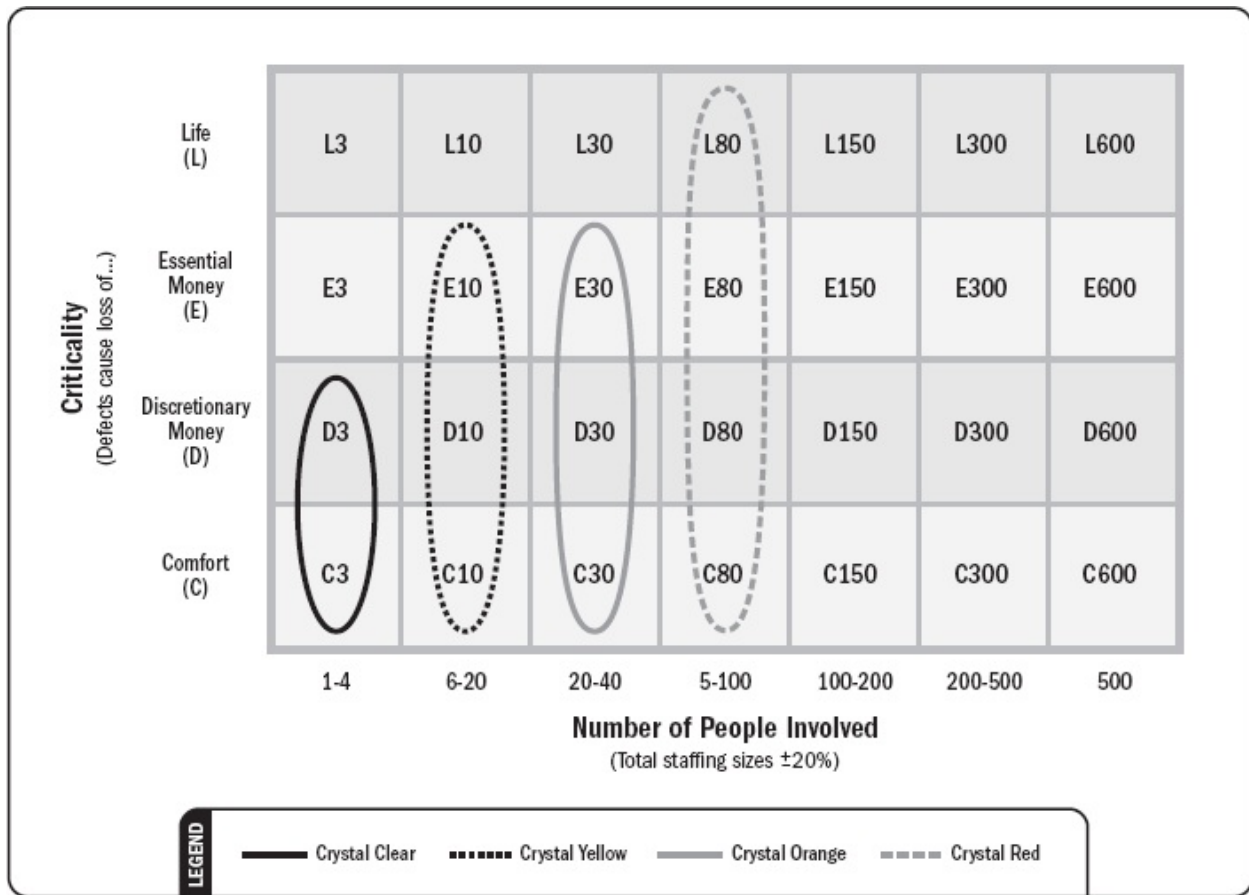 Life
(L)
L3 L10 L30 L80 L150 L300 L600
Essential
Money
(E)
E3 E10 E30 E80 E150 E300 E600
Criticality
(Defects cause loss of...)
Discretionary
Money
(D)
D3 D10 D30 D80 D150 D300 D600
Comfort
(C)
C3 C10 C30 C80 C150 C300 C600
1-4 6-20 20-40 5-100 100-200 200-500 500
Number of People Involved
(Total staffing sizes ±20%)
LEGEND
Crystal Clear Crystal Yellow Crystal Orange Crystal Red